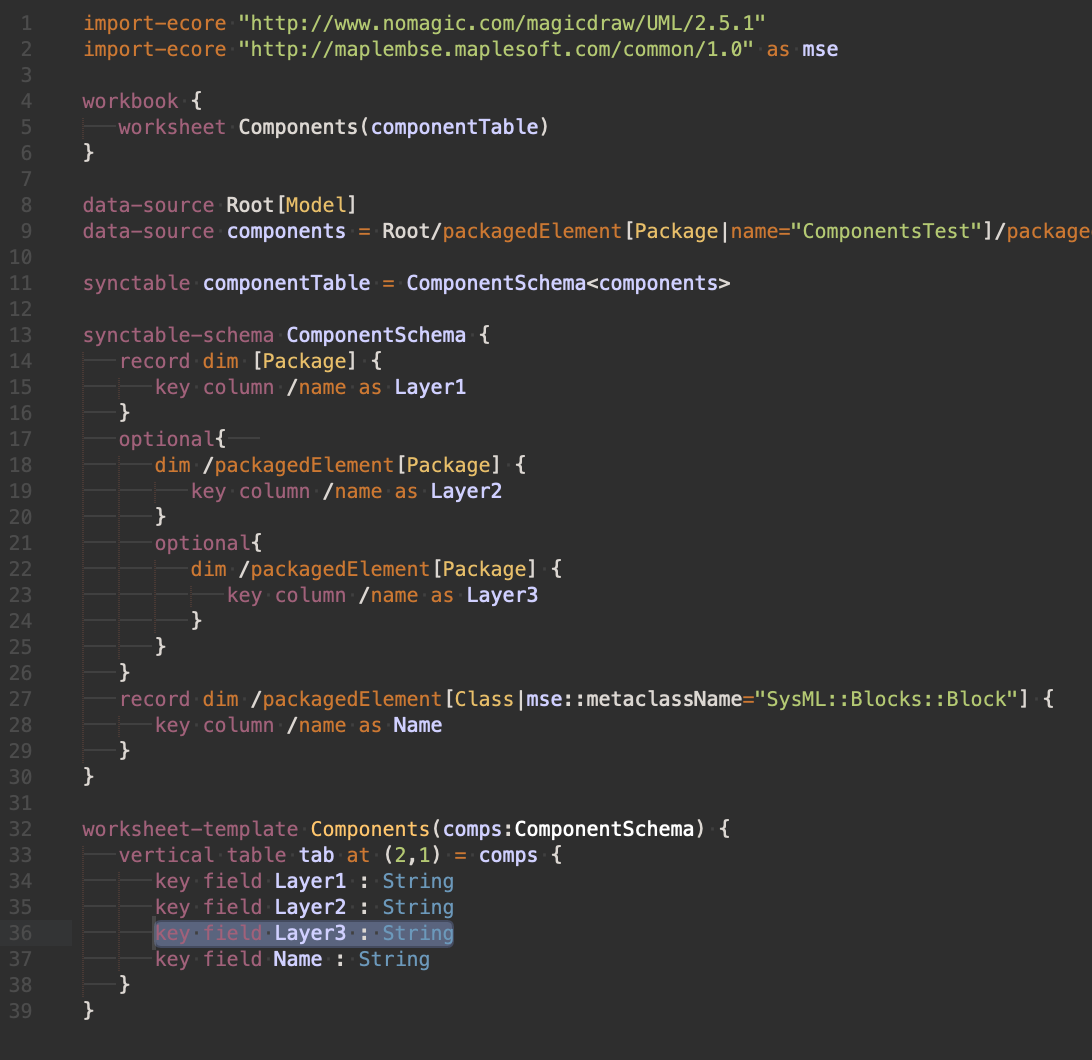 1 import-ecore "http://www.nomagic.com/magicdraw/UML/2.5.1"
2 import-ecore "http://maplembse.maplesoft.com/common/1.0" as mse
3
4 workbook {
5     worksheet Components(componentTable)
6 }
7
8 data-source Root[Model]
9 data-source components = Root/packagedElement[Package|name="ComponentsTest"]/package
10
11 synctable componentTable = ComponentSchema<components>
12
13 synctable-schema ComponentSchema {
14     record dim [Package] {
15         key column /name as Layer1
16     }
17     optional{
18         dim /packagedElement[Package] {
19             key column /name as Layer2
20         }
21         optional{
22             dim /packagedElement[Package] {
23                 key column /name as Layer3
24             }
25         }
26     }
27     record dim /packagedElement[Class|mse::metaclassName="SysML::Blocks::Block"] {
28         key column /name as Name
29     }
30 }
31
32 worksheet-template Components(comps:ComponentSchema) {
33     vertical table tab at (2,1) = comps {
34         key field Layer1 : String
35         key field Layer2 : String
36         key field Layer3 : String
37         key field Name : String
38     }
39 }